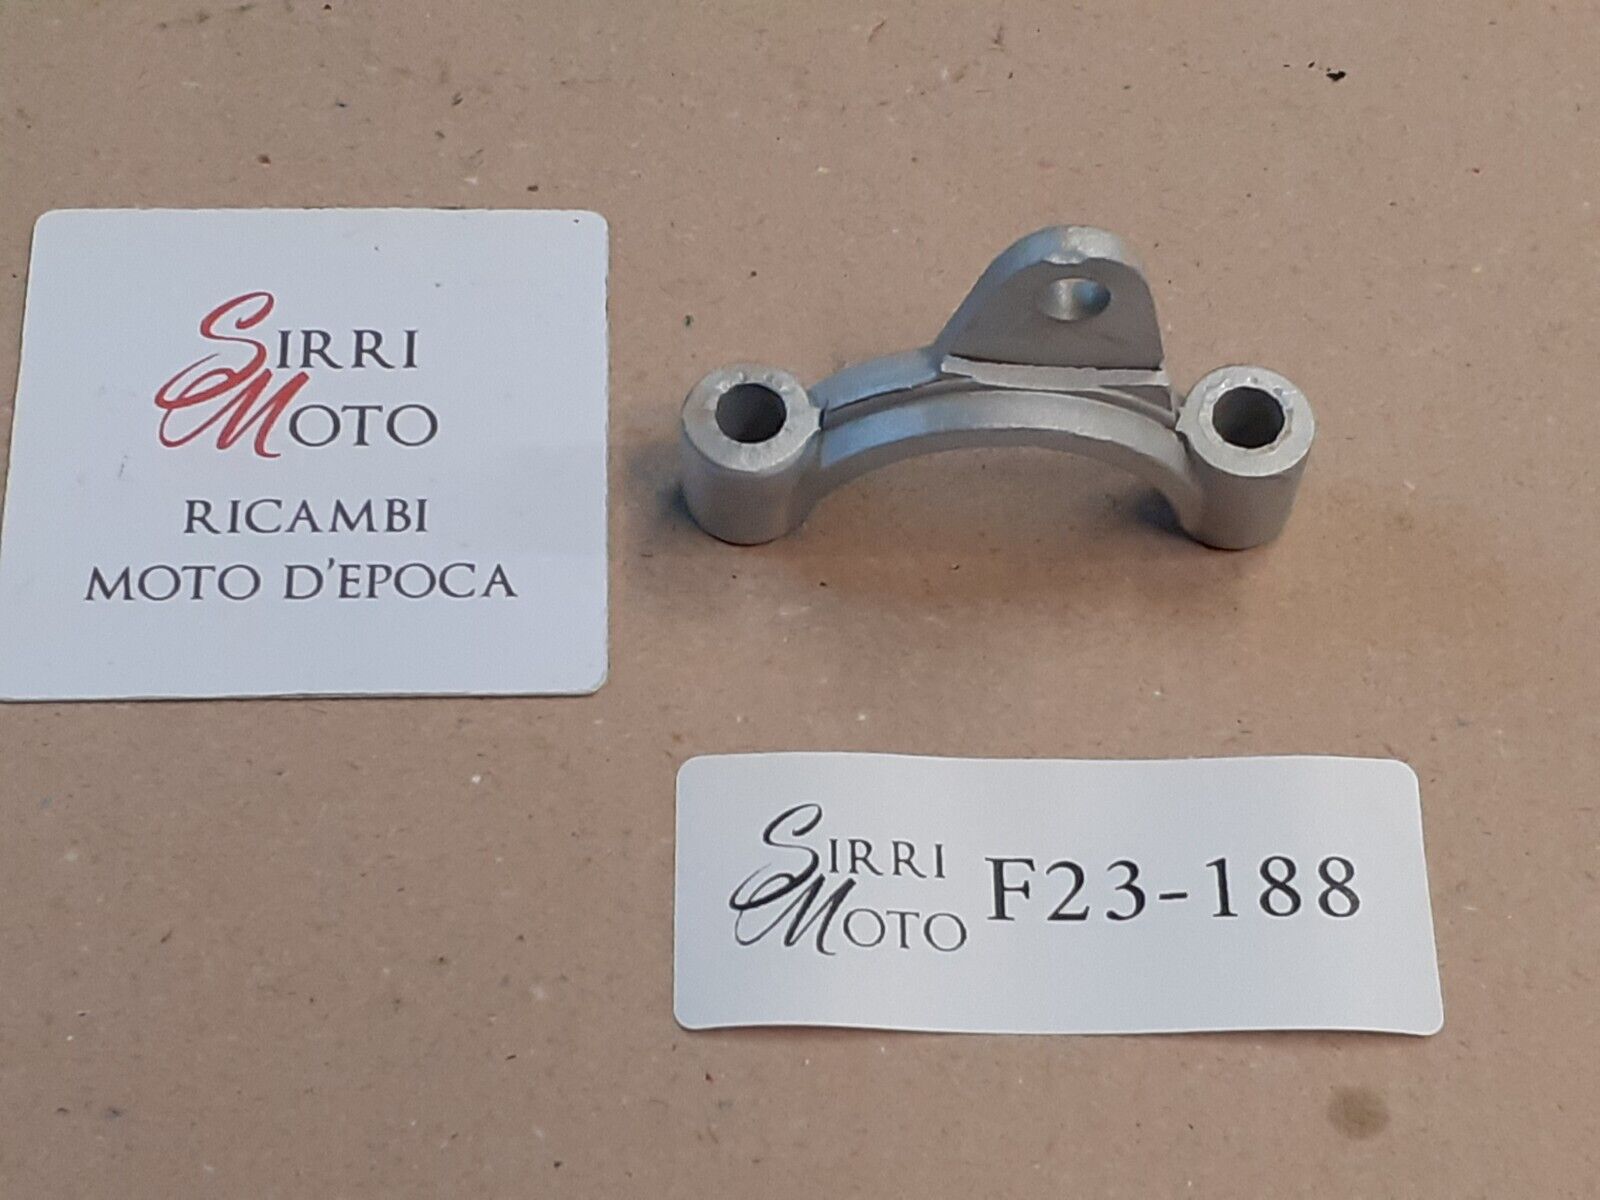 SIRRI
MOTO
RICAMBI
MOTO D'EPOCA
SIRRI
MOTO
F23-188